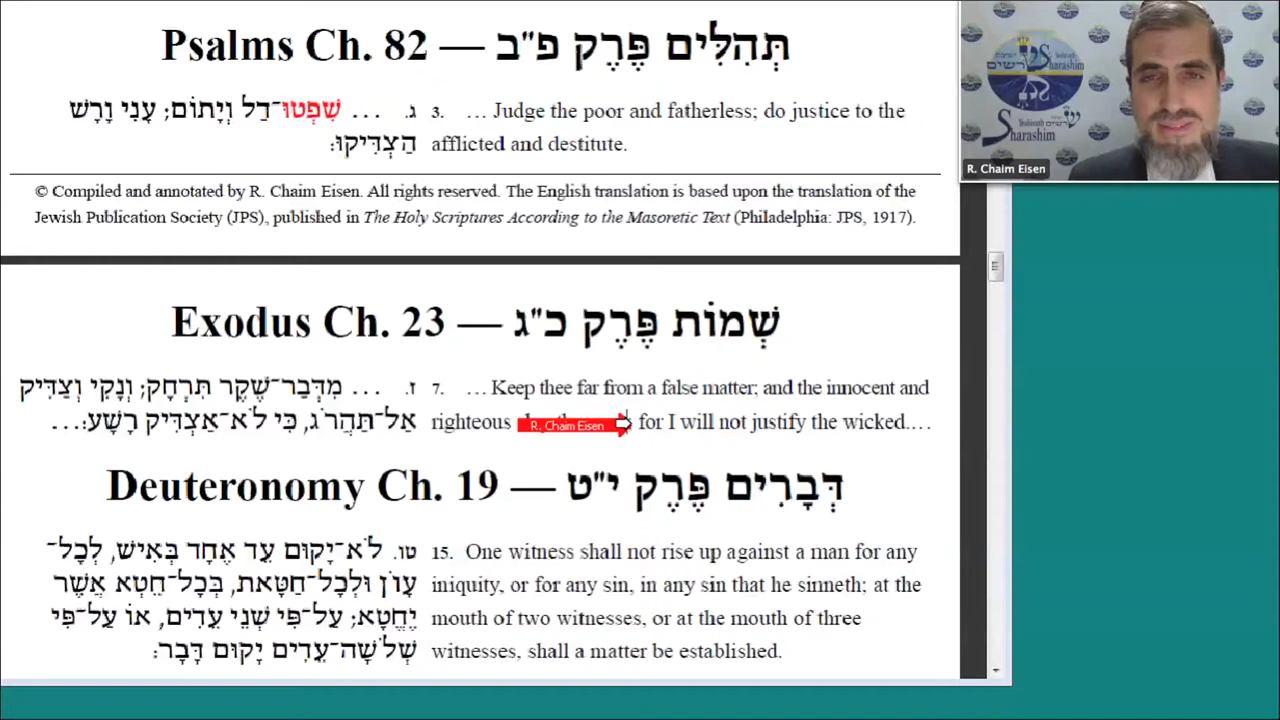 Psalms Ch. 82 — תְּהִלִּים פֶּרֶק פ"ב
ג. ... שִׁפְטוּ־דַל וְיָתוֹם; עָנִי וָרָשׁ
הַצְדִּיקוּ:
3. ... Judge the poor and fatherless; do justice to the
afflicted and destitute.
© Compiled and annotated by R. Chaim Eisen. All rights reserved. The English translation is based upon the translation of the
Jewish Publication Society (JPS), published in The Holy Scriptures According to the Masoretic Text (Philadelphia: JPS, 1917).
Exodus Ch. 23 — שְׁמוֹת פֶּרֶק כ"ג
ז. ... מִדְּבַר־שֶׁקֶר תִּרְחָק; וְנָקִי וְצַדִּיק
אַל־תַּהֲרֹג, כִּי לֹא־אַצְדִּיק רָשָׁע:...
7. ... Keep thee far from a false matter; and the innocent and
righteous for I will not justify the wicked....
R. Chaim Eisen
Deuteronomy Ch. 19 — דְּבָרִים פֶּרֶק י"ט
טו. לֹא־יָקוּם עֵד אֶחָד בְּאִישׁ, לְכָל־
עָוֹן וּלְכָל־חַטָּאת, בְּכָל־חֵטְא אֲשֶׁר
יֶחֱטָא; עַל־פִּי שְׁנֵי עֵדִים, אוֹ עַל־פִּי
שְׁלֹשָׁה־עֵדִים יָקוּם דָּבָר:
15. One witness shall not rise up against a man for any
iniquity, or for any sin, in any sin that he sinneth; at the
mouth of two witnesses, or at the mouth of three
witnesses, shall a matter be established.
Sharashim
שרשים
Yeshivath
Sharashim
R. Chaim Eisen